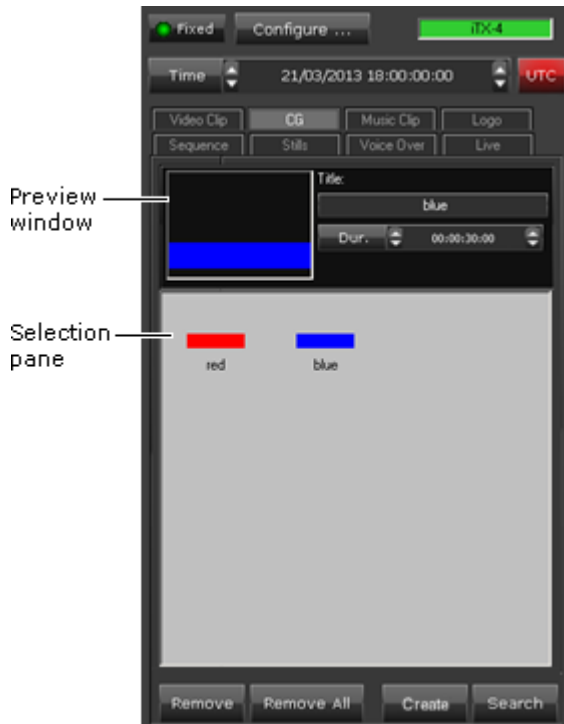 Fixed Configure ... iTX-4
Time 21/03/2013 18:00:00:00 UTC
Video Clip CG Music Clip Logo
Sequence Stills Voice Over Live
Preview window
Title:
blue
Dur. 00:00:30:00
Selection pane
red blue
Remove Remove All Create Search